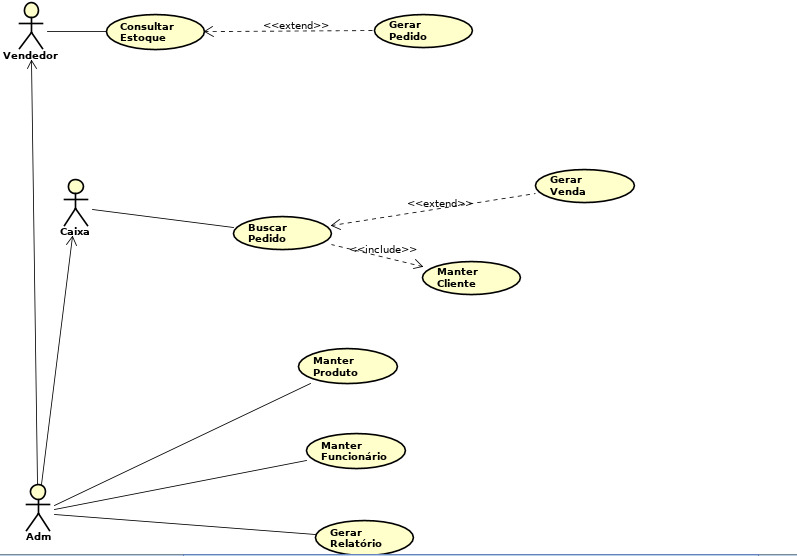 Vendedor
Consultar
Estoque
<<extend>>
Gerar
Pedido
Caixa
Buscar
Pedido
<<extend>>
Gerar
Venda
<<include>>
Manter
Cliente
Manter
Produto
Manter
Funcionário
Adm
Gerar
Relatório